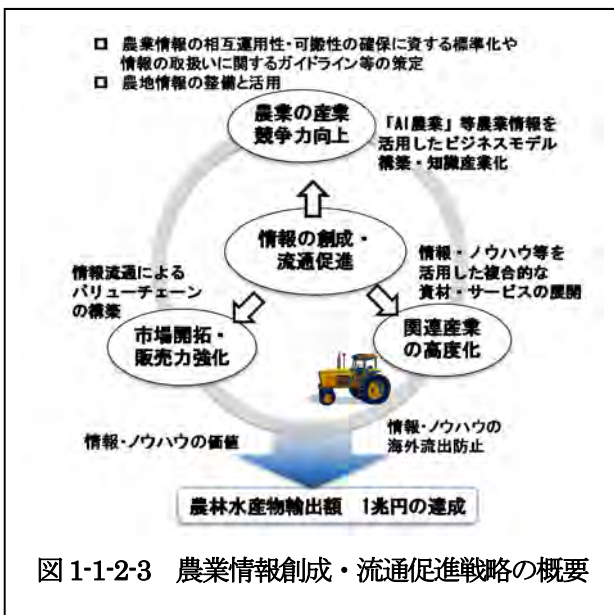 □ 農業情報の相互運用性・可搬性の確保に資する標準化や
情報の取扱いに関するガイドライン等の策定
□ 農地情報の整備と活用
農業の産業
競争力向上
「AI農業」等農業情報を
活用したビジネスモデル
構築・知識産業化
情報の創成・
流通促進
情報流通による
バリューチェーン
の構築
情報・ノウハウ等を
活用した複合的な
資材・サービスの展開
市場開拓・
販売力強化
関連産業
の高度化
情報・ノウハウの価値
情報・ノウハウの
海外流出防止
農林水産物輸出額 1兆円の達成
図 1-1-2-3 農業情報創成・流通促進戦略の概要